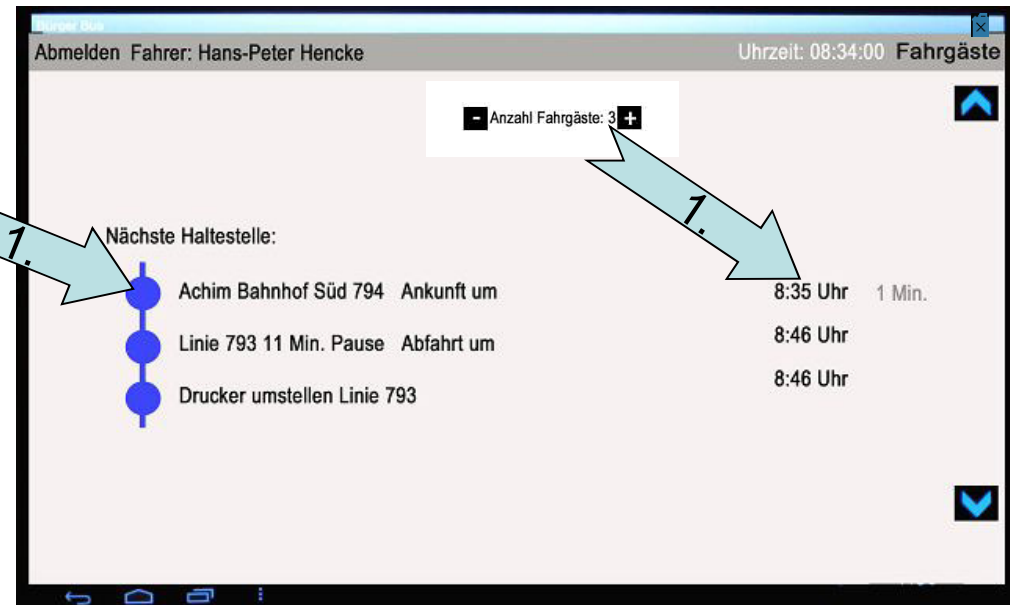 Bürger Bus
Abmelden Fahrer: Hans-Peter Hencke Uhrzeit: 08:34:00 Fahrgäste
- Anzahl Fahrgäste: 3 +
1.
1.
Nächste Haltestelle:
Achim Bahnhof Süd 794 Ankunft um 8:35 Uhr 1 Min.
Linie 793 11 Min. Pause Abfahrt um 8:46 Uhr
Drucker umstellen Linie 793 8:46 Uhr